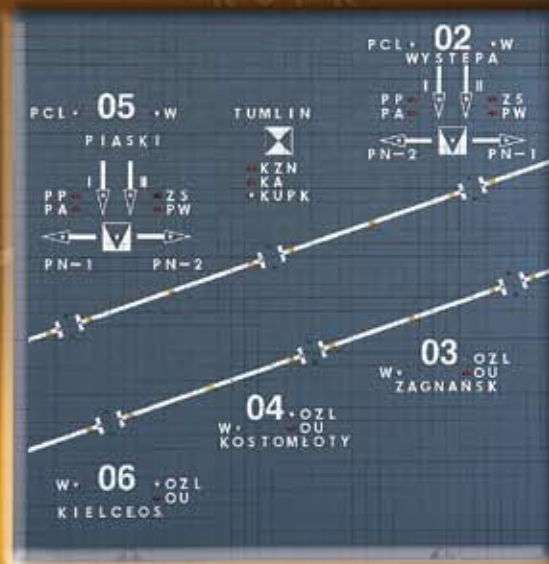 PCL 02 W
WYSTĘPA
I II
PP ZS
PA PW
PN-2 PN-1
PCL 05 W
PIASKI
I II
PP ZS
PA PW
PN-1 PN-2
TUMLIN
KZN
KA
KUPK
03 OZL
W OU
ZAGNAŃSK
04 OZL
W OU
KOSTOMŁOTY
W 06 OZL
OU
KIELCE